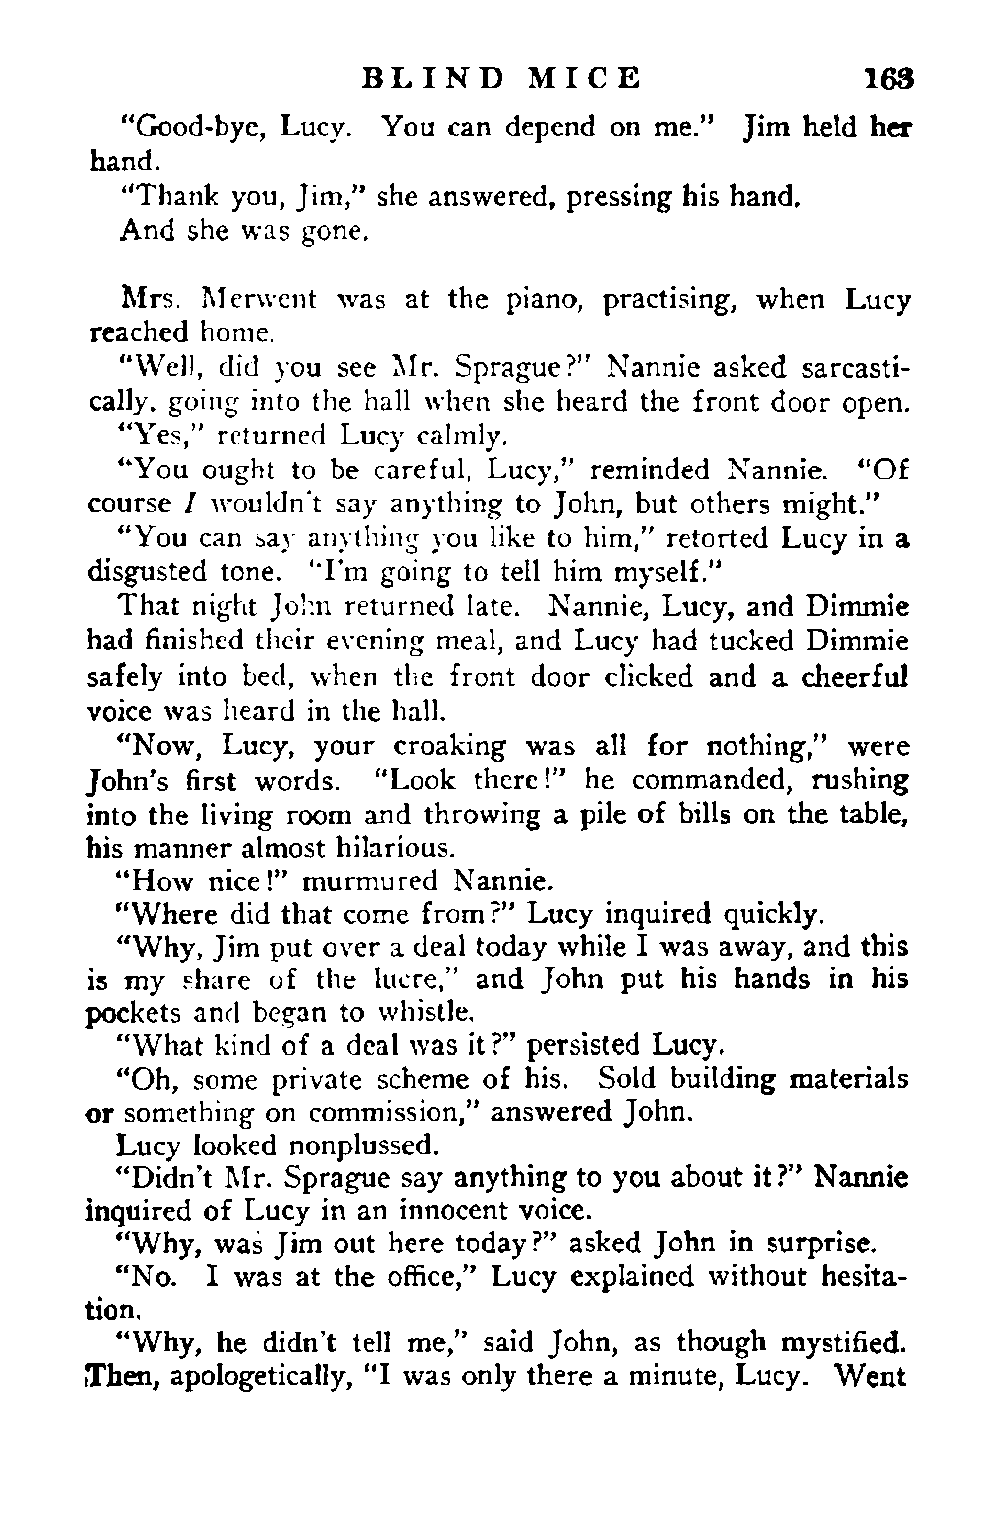 BLIND MICE 163
“Good-bye, Lucy. You can depend on me.” Jim held her
hand.
“Thank you, Jim,” she answered, pressing his hand.
And she was gone.
Mrs. Merwent was at the piano, practising, when Lucy
reached home.
“Well, did you see Mr. Sprague?” Nannie asked sarcasti-
cally, going into the hall when she heard the front door open.
“Yes,” returned Lucy calmly.
“You ought to be careful, Lucy,” reminded Nannie. “Of
course I wouldn't say anything to John, but others might.”
“You can say anything you like to him,” retorted Lucy in a
disgusted tone. “I'm going to tell him myself.”
That night John returned late. Nannie, Lucy, and Dimmie
had finished their evening meal, and Lucy had tucked Dimmie
safely into bed, when the front door clicked and a cheerful
voice was heard in the hall.
“Now, Lucy, your croaking was all for nothing,” were
John's first words. “Look there!” he commanded, rushing
into the living room and throwing a pile of bills on the table,
his manner almost hilarious.
“How nice!” murmured Nannie.
“Where did that come from?” Lucy inquired quickly.
“Why, Jim put over a deal today while I was away, and this
is my share of the lucre,” and John put his hands in his
pockets and began to whistle.
“What kind of a deal was it?” persisted Lucy.
“Oh, some private scheme of his. Sold building materials
or something on commission,” answered John.
Lucy looked nonplussed.
“Didn't Mr. Sprague say anything to you about it?” Nannie
inquired of Lucy in an innocent voice.
“Why, was Jim out here today?” asked John in surprise.
“No. I was at the office,” Lucy explained without hesita-
tion.
“Why, he didn't tell me,” said John, as though mystified.
Then, apologetically, “I was only there a minute, Lucy. Went